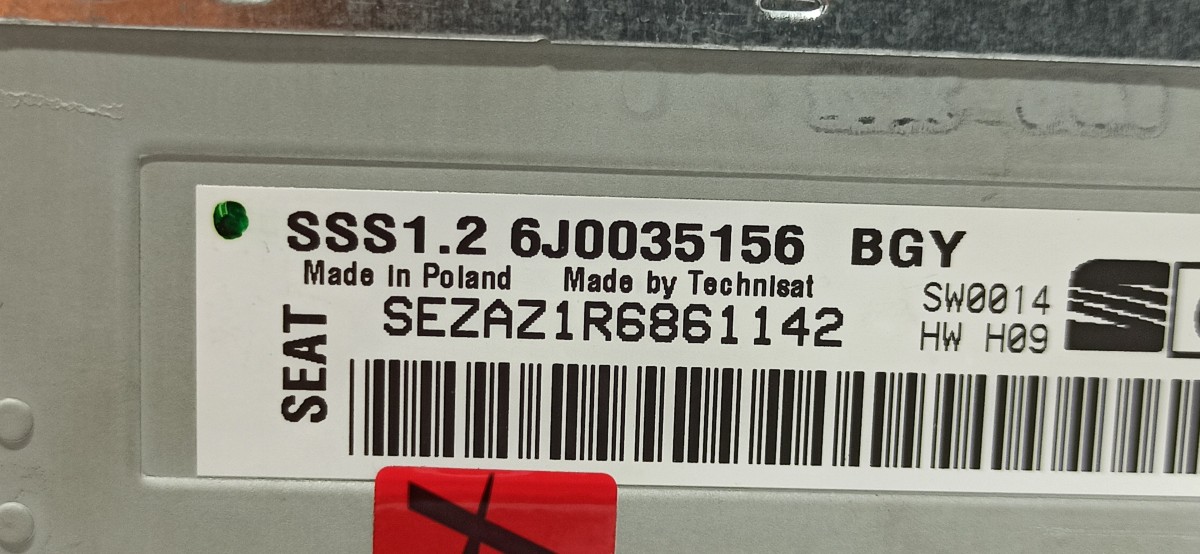 SSS1.2 6J0035156 BGY
Made in Poland Made by Technisat
SEZAZ1R6861142
SW0014
HW H09
SEAT